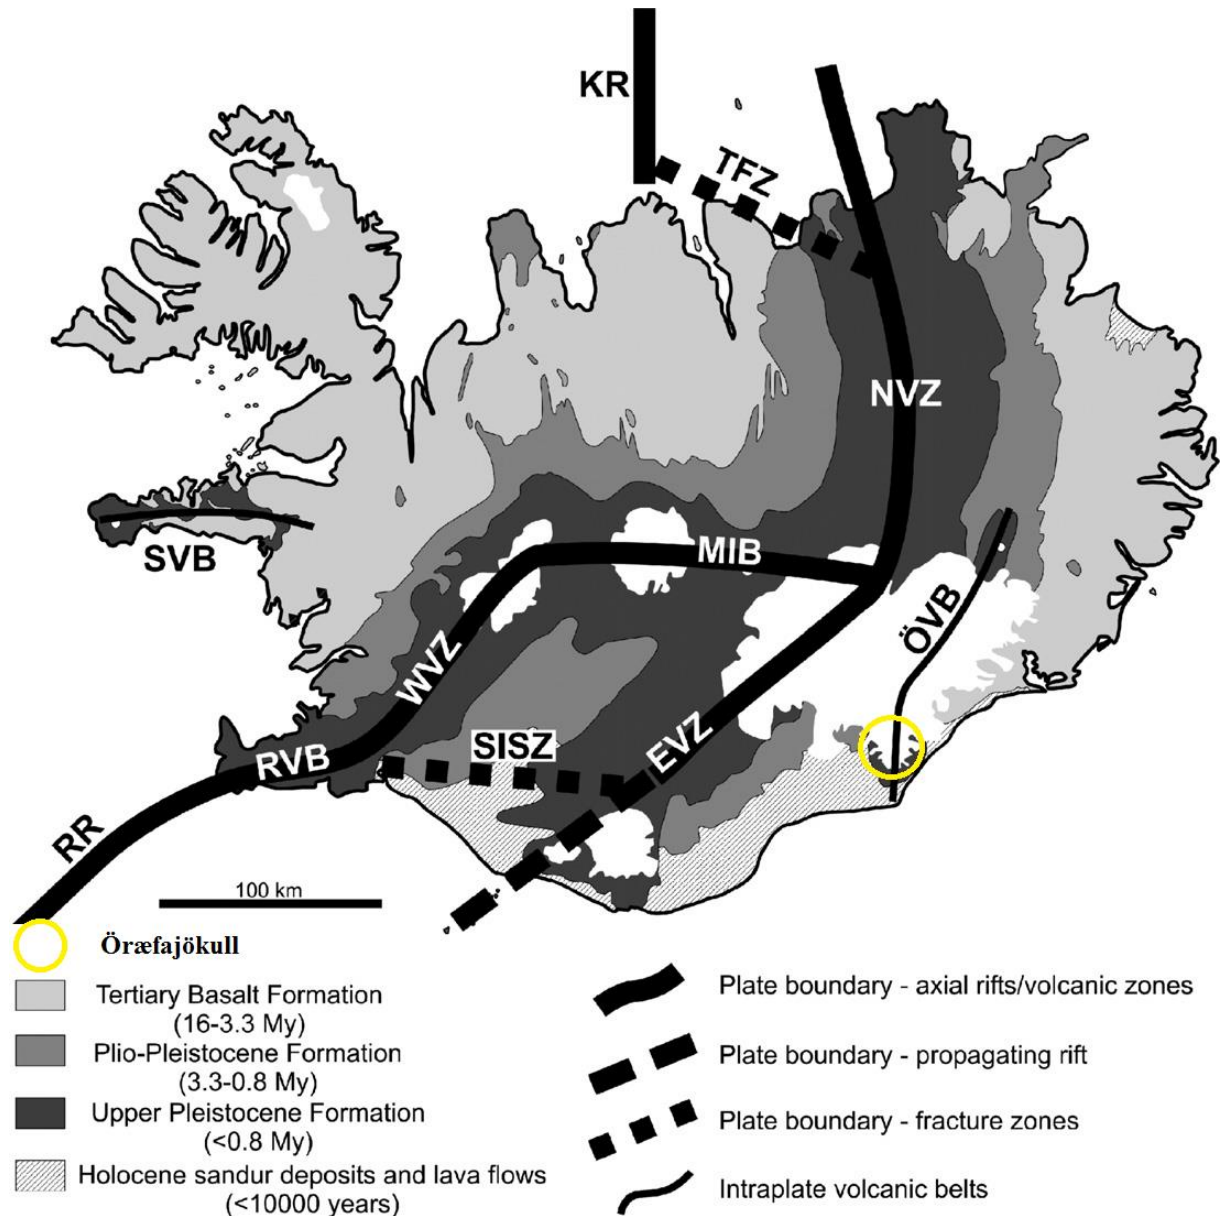 KR
TFZ
NVZ
SVB
MIB
ÖVB
WVZ
SISZ
EVZ
RVB
RR
100 km
Öræfajökull
Tertiary Basalt Formation
(16-3.3 My)
Plio-Pleistocene Formation
(3.3-0.8 My)
Upper Pleistocene Formation
(<0.8 My)
Holocene sandur deposits and lava flows
(<10000 years)
Plate boundary - axial rifts/volcanic zones
Plate boundary - propagating rift
Plate boundary - fracture zones
Intraplate volcanic belts